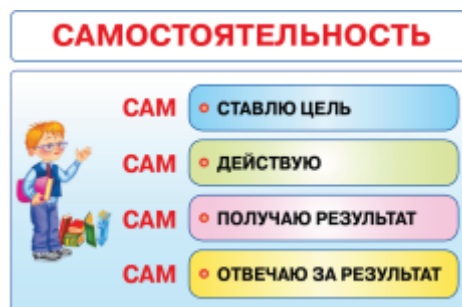 САМОСТОЯТЕЛЬНОСТЬ
САМ СТАВЛЮ ЦЕЛЬ
САМ ДЕЙСТВУЮ
САМ ПОЛУЧАЮ РЕЗУЛЬТАТ
САМ ОТВЕЧАЮ ЗА РЕЗУЛЬТАТ